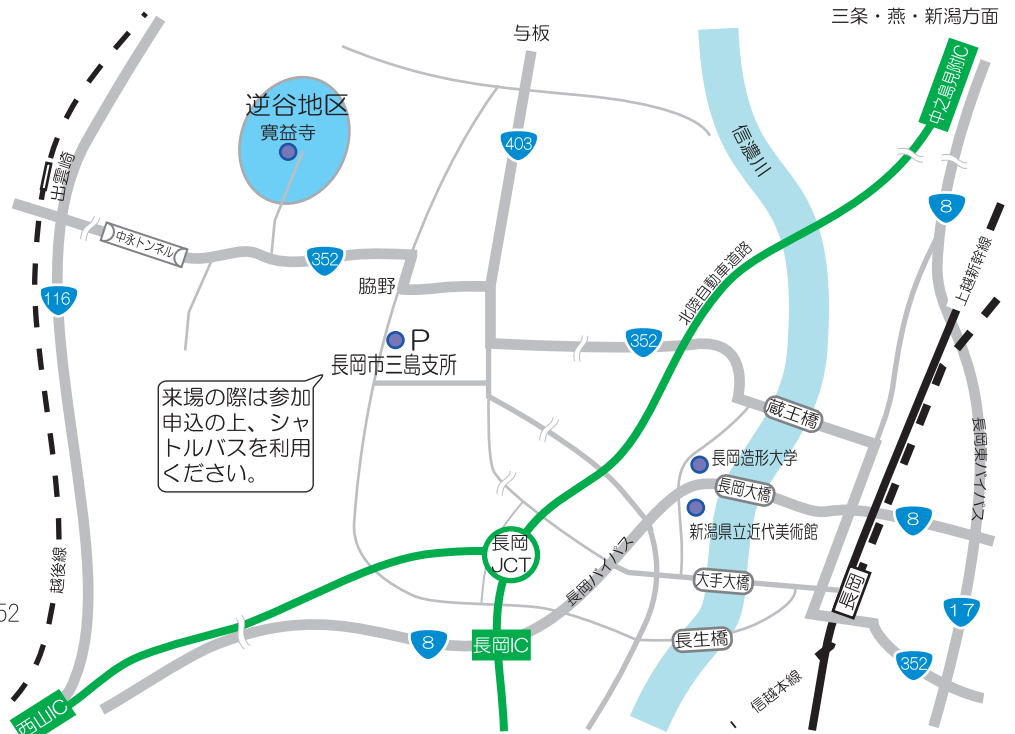 三条・燕・新潟方面
与板
中之島見附IC
逆谷地区
寛益寺
403
信濃川
出雲崎
8
中永トンネル
352
上越新幹線
北陸自動車道路
脇野
116
P
長岡市三島支所
352
来場の際は参加
申込の上、シャ
トルバスを利用
ください。
蔵王橋
長岡東バイパス
長岡造形大学
長岡大橋
8
新潟県立近代美術館
長岡
JCT
越後線
長岡バイパス
大手大橋
長岡
52
17
8
長岡IC
長生橋
352
信越本線
西山IC